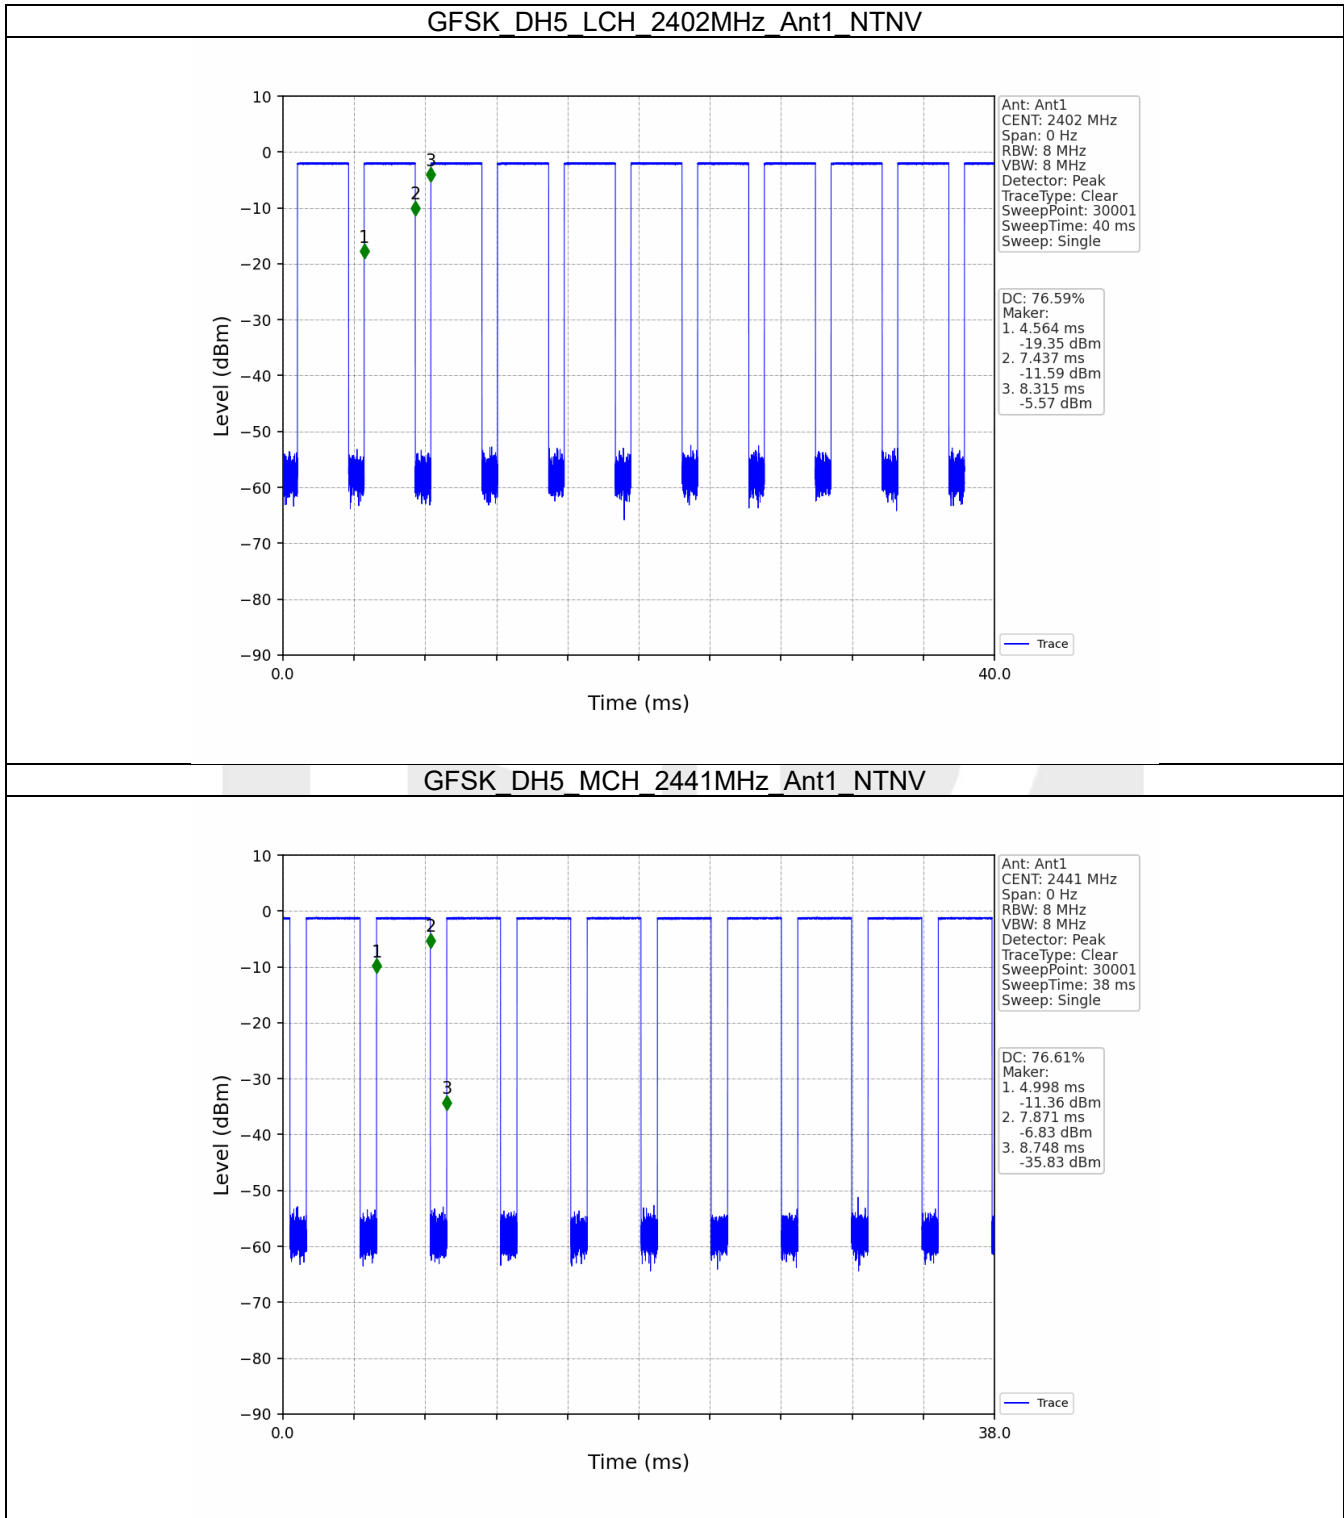 GFSK_DH5_LCH_2402MHz_Ant1_NTNV
10
0
−10
−20
−30
−40
−50
−60
−70
−80
−90
Level (dBm)
1
2
3
0.0
40.0
Time (ms)
Ant: Ant1
CENT: 2402 MHz
Span: 0 Hz
RBW: 8 MHz
VBW: 8 MHz
Detector: Peak
TraceType: Clear
SweepPoint: 30001
SweepTime: 40 ms
Sweep: Single
DC: 76.59%
Maker:
1. 4.564 ms
-19.35 dBm
2. 7.437 ms
-11.59 dBm
3. 8.315 ms
-5.57 dBm
Trace
GFSK_DH5_MCH_2441MHz_Ant1_NTNV
10
0
−10
−20
−30
−40
−50
−60
−70
−80
−90
Level (dBm)
1
2
3
0.0
38.0
Time (ms)
Ant: Ant1
CENT: 2441 MHz
Span: 0 Hz
RBW: 8 MHz
VBW: 8 MHz
Detector: Peak
TraceType: Clear
SweepPoint: 30001
SweepTime: 38 ms
Sweep: Single
DC: 76.61%
Maker:
1. 4.998 ms
-11.36 dBm
2. 7.871 ms
-6.83 dBm
3. 8.748 ms
-35.83 dBm
Trace